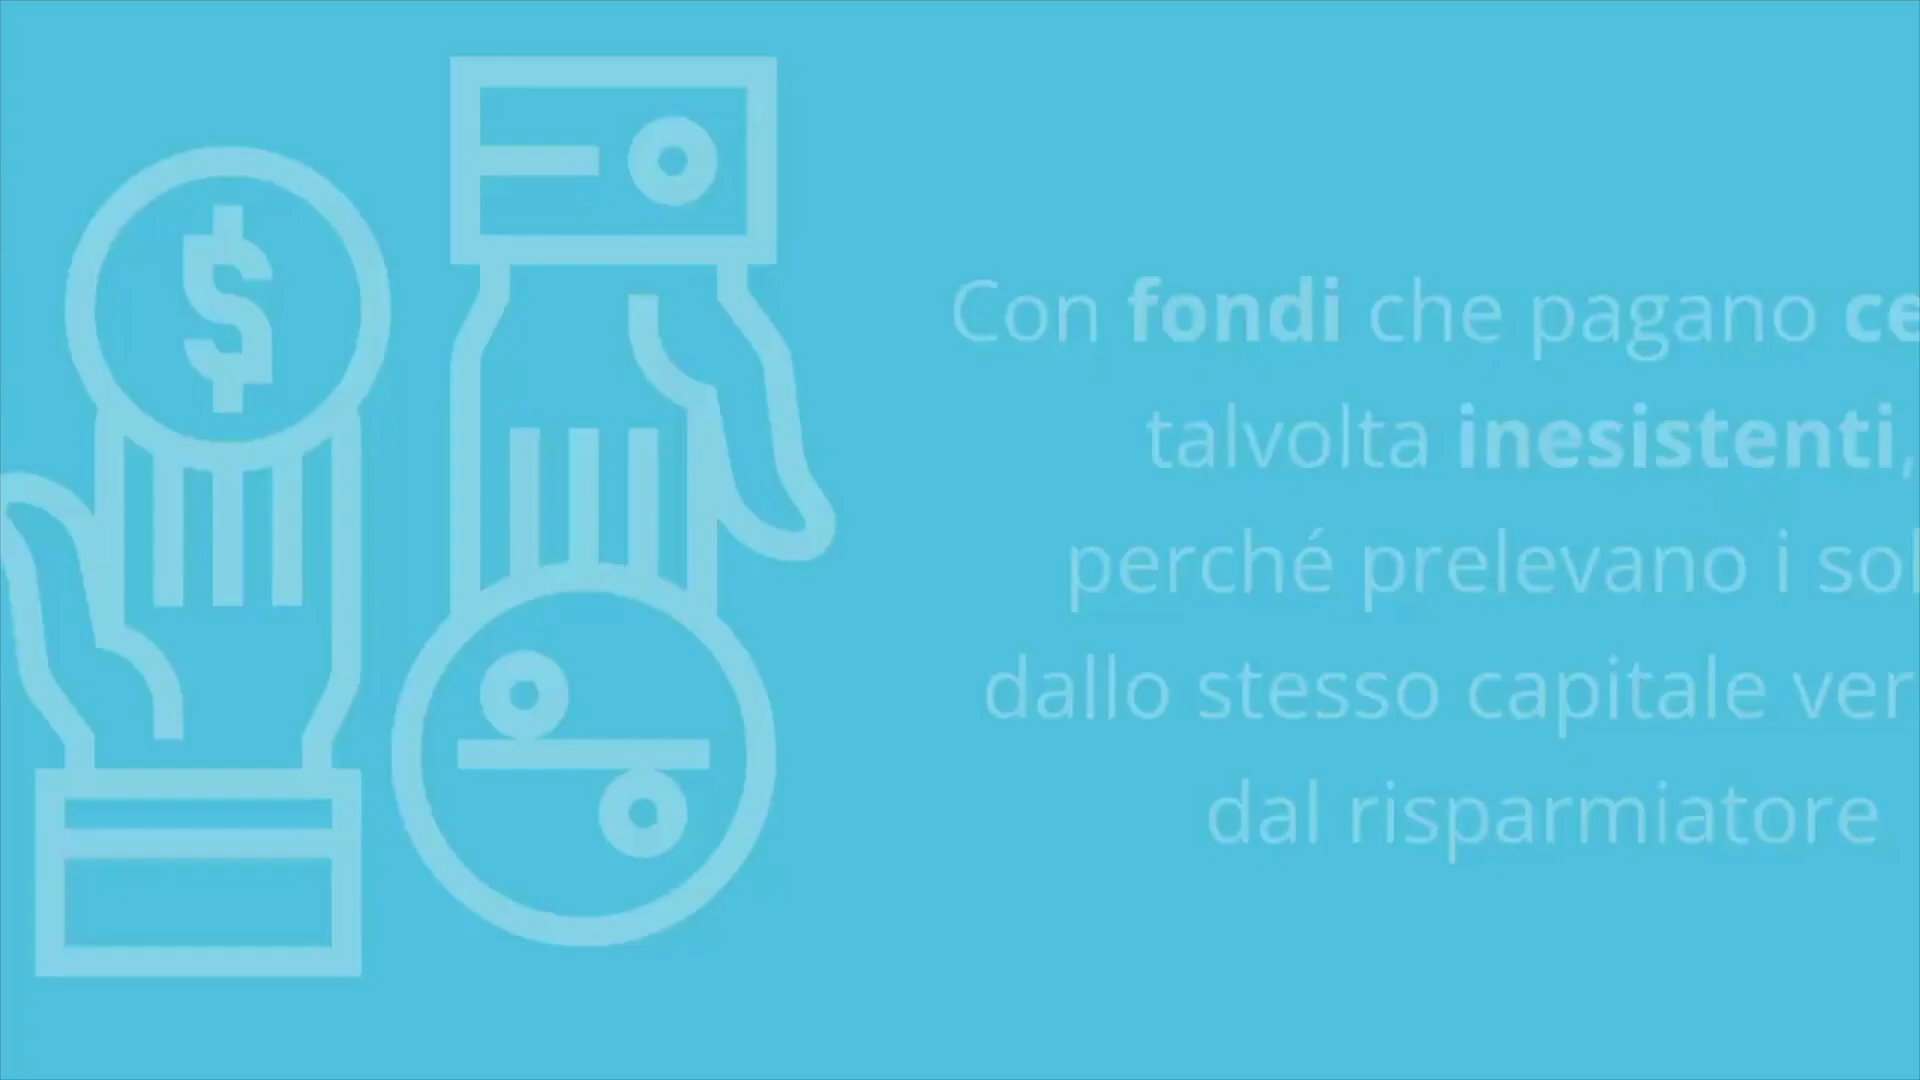 $
Con fondi che pagano ce
talvolta inesistenti,
perché prelevano i sol
dallo stesso capitale ver
dal risparmiatore